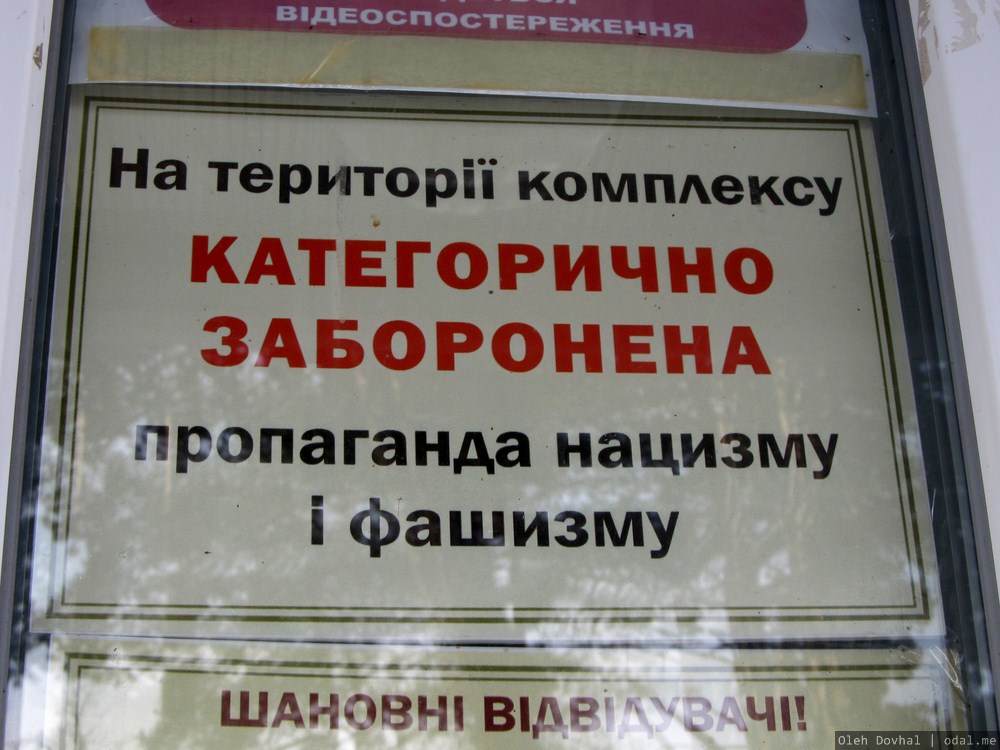 ВІДЕОСПОСТЕРЕЖЕННЯ
На території комплексу
КАТЕГОРИЧНО
ЗАБОРОНЕНА
пропаганда нацизму
і фашизму
ШАНОВНІ ВІДВІДУВАЧІ!
Oleh Dovhal | odal.me